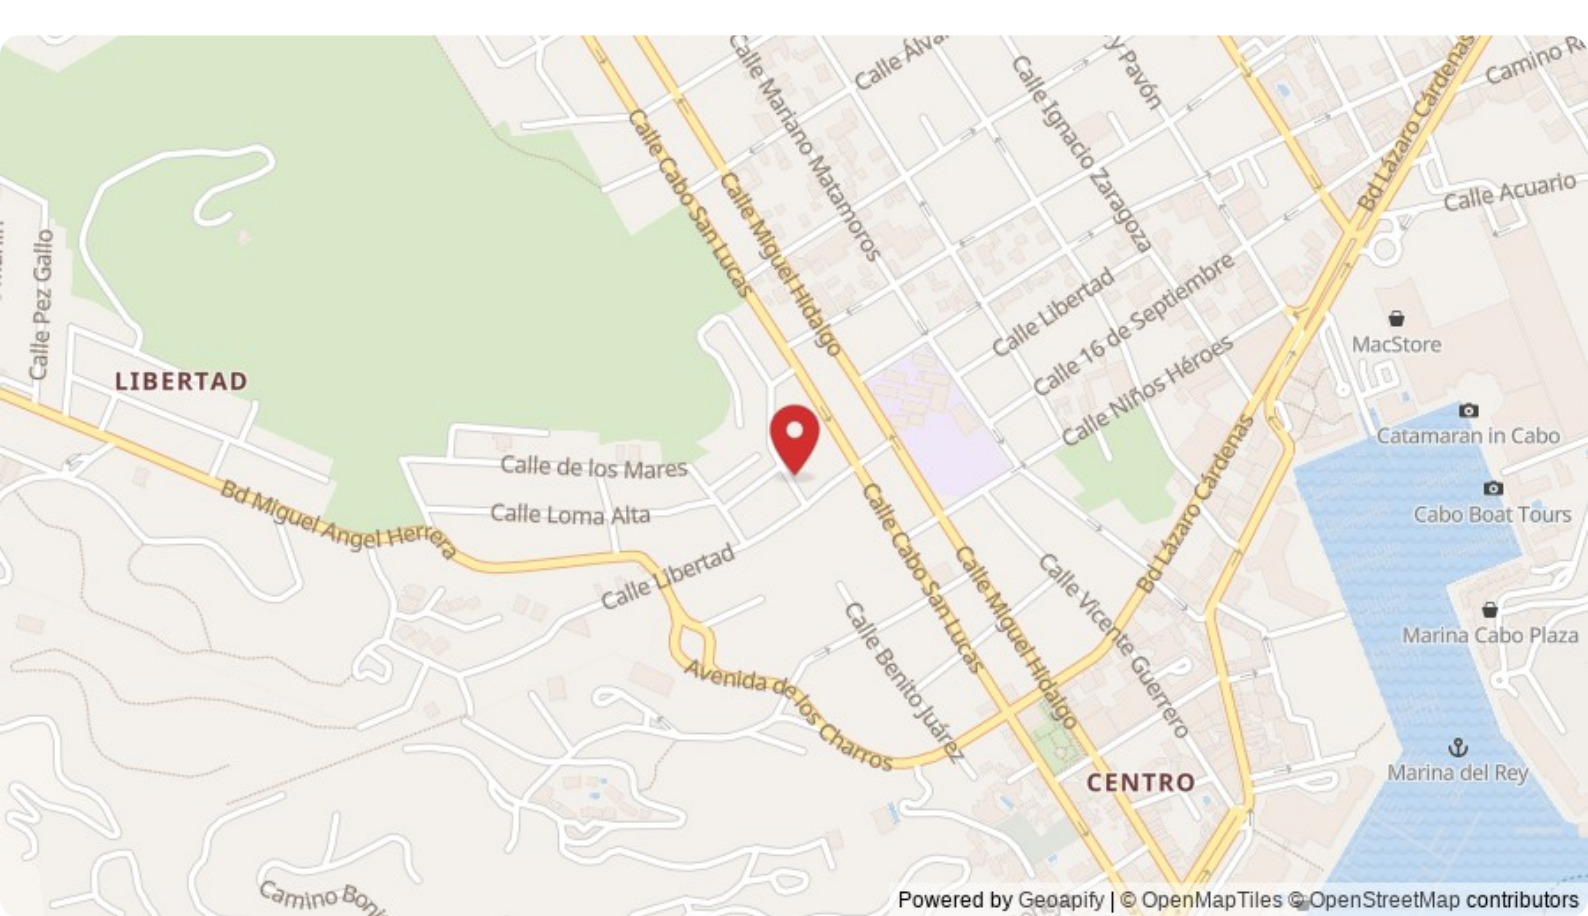 Calle Álva
y Pavón
Camino R
Calle Mariano Matamoros
Calle Ignacio Zaragoza
Bd Lázaro Cárdenas
Calle Cabo San Lucas
Calle Miguel Hidalgo
Calle Acuario
Calle Pez Gallo
Calle Libertad
Calle 16 de Septiembre
Calle Niños Héroes
MacStore
LIBERTAD
Catamaran in Cabo
Calle de los Mares
Calle Loma Alta
Cabo Boat Tours
Bd Miguel Angel Herrera
Bd Lázaro Cárdenas
Calle Libertad
Calle Cabo San Lucas
Calle Miguel Hidalgo
Calle Vicente Guerrero
Calle Benito Juárez
Marina Cabo Plaza
Avenida de los Charros
Marina del Rey
CENTRO
Camino Boni
Powered by Geoapify | © OpenMapTiles © OpenStreetMap contributors